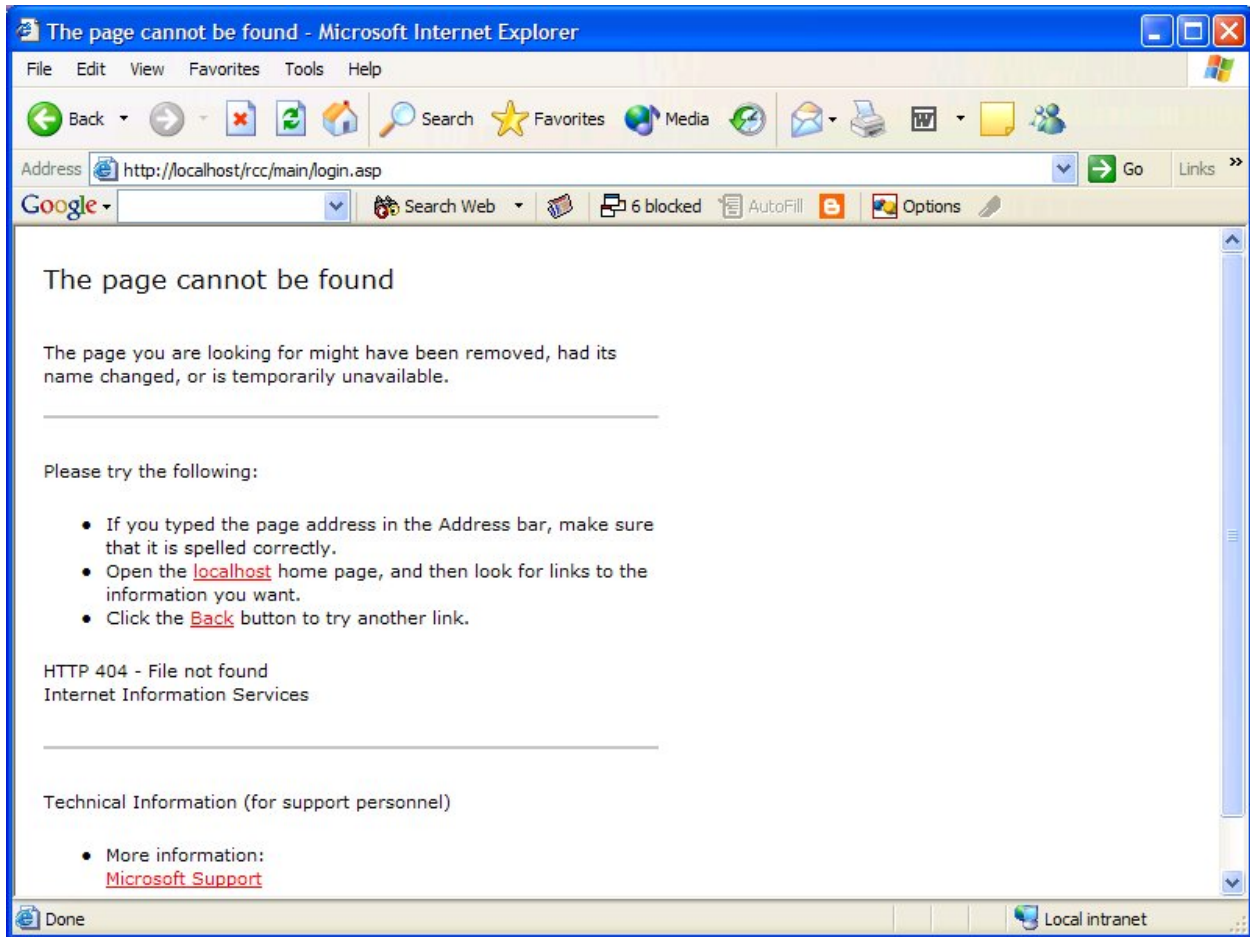 The page cannot be found - Microsoft Internet Explorer
File Edit View Favorites Tools Help
Back Search Favorites Media W
Address http://localhost/rcc/main/login.asp Go Links »
Google Search Web 6 blocked AutoFill Options
The page cannot be found
The page you are looking for might have been removed, had its
name changed, or is temporarily unavailable.
Please try the following:
• If you typed the page address in the Address bar, make sure
that it is spelled correctly.
• Open the localhost home page, and then look for links to the
information you want.
• Click the Back button to try another link.
HTTP 404 - File not found
Internet Information Services
Technical Information (for support personnel)
• More information:
Microsoft Support
Done Local intranet